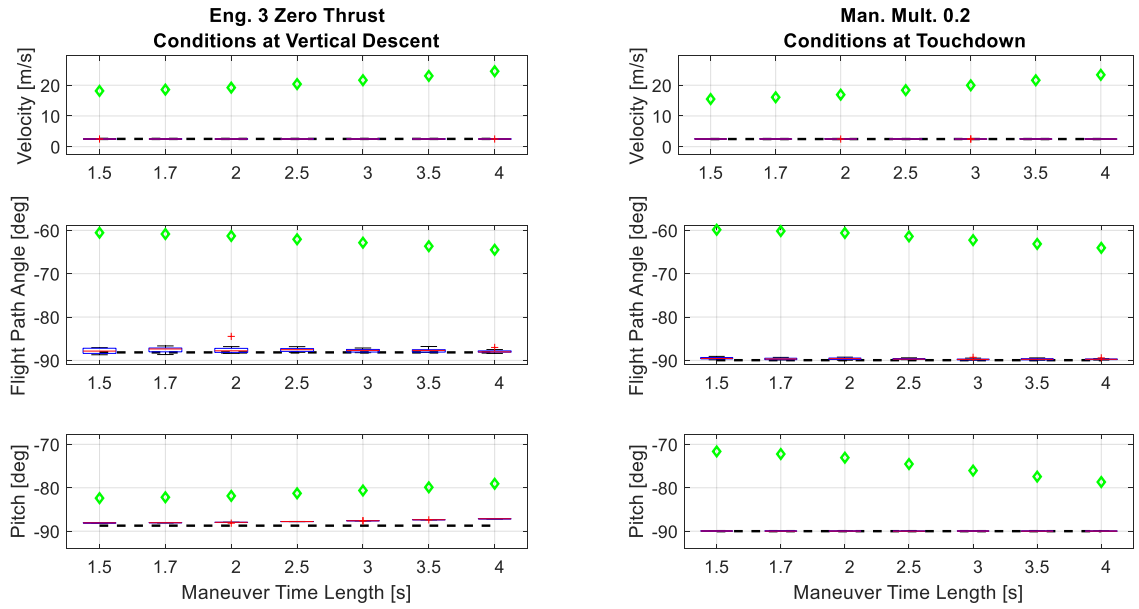 Eng. 3 Zero Thrust
Conditions at Vertical Descent
Velocity [m/s]
20
10
0
1.5 1.7 2 2.5 3 3.5 4
Flight Path Angle [deg]
-60
-70
-80
-90
1.5 1.7 2 2.5 3 3.5 4
Pitch [deg]
-70
-80
-90
1.5 1.7 2 2.5 3 3.5 4
Maneuver Time Length [s]
Man. Mult. 0.2
Conditions at Touchdown
Velocity [m/s]
20
10
0
1.5 1.7 2 2.5 3 3.5 4
Flight Path Angle [deg]
-60
-70
-80
-90
1.5 1.7 2 2.5 3 3.5 4
Pitch [deg]
-70
-80
-90
1.5 1.7 2 2.5 3 3.5 4
Maneuver Time Length [s]